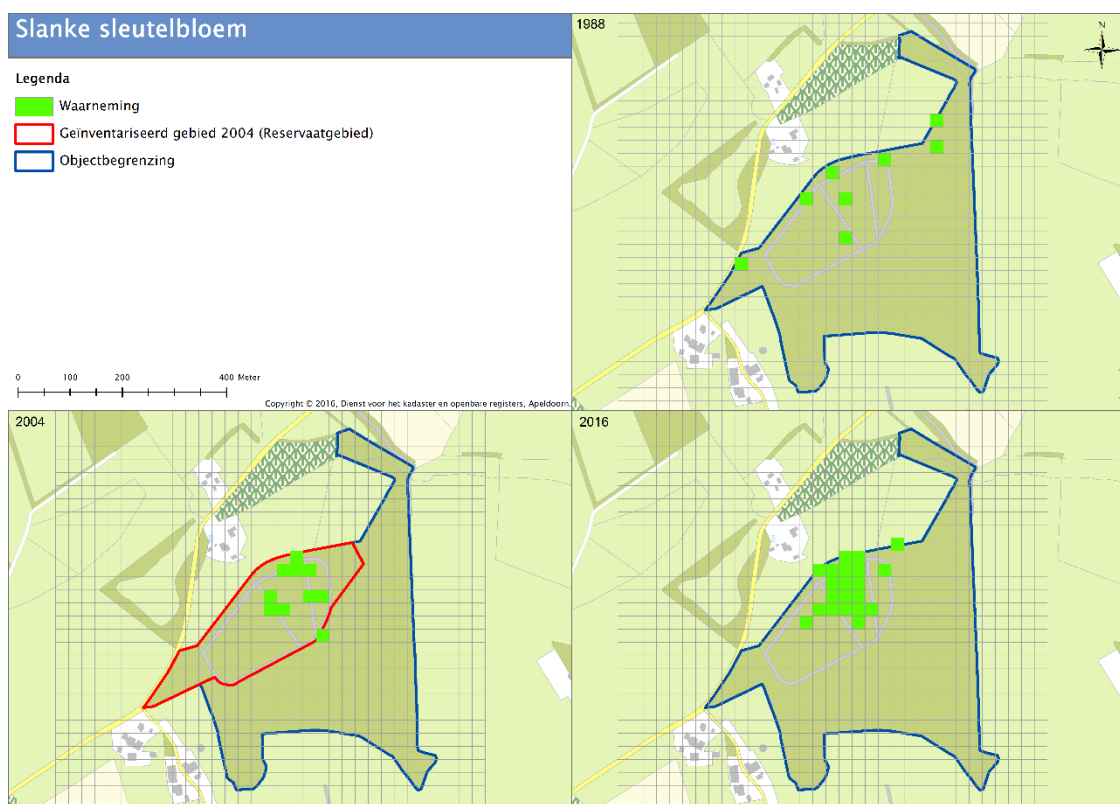 Slanke sleutelbloem
Legenda
Waarneming
Geïnventariseerd gebied 2004 (Reservaatgebied)
Objectbegrenzing
0 100 200 400 Meter
Copyright © 2016, Dienst voor het kadaster en openbare registers, Apeldoorn.
1988
N
2004
2016